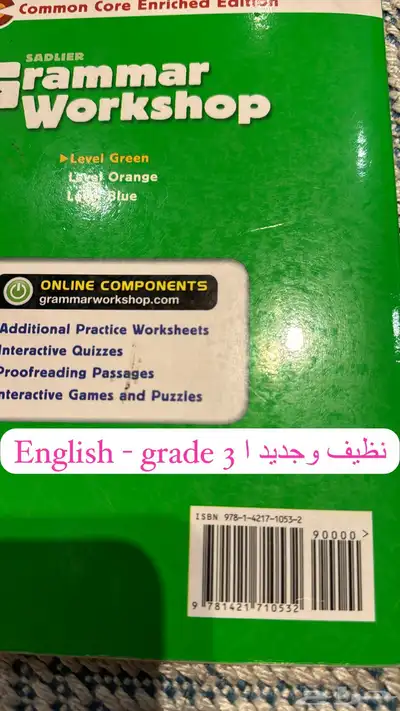 Common Core Enriched Edition
SADLIER
Grammar
Workshop
▶Level Green
Level Orange
Level Blue
ONLINE COMPONENTS
grammarworkshop.com
Additional Practice Worksheets
Interactive Quizzes
Proofreading Passages
Interactive Games and Puzzles
نظيف وجديد ا English - grade 3
ISBN 978-1-4217-1053-2
90000>
9 781421 710532